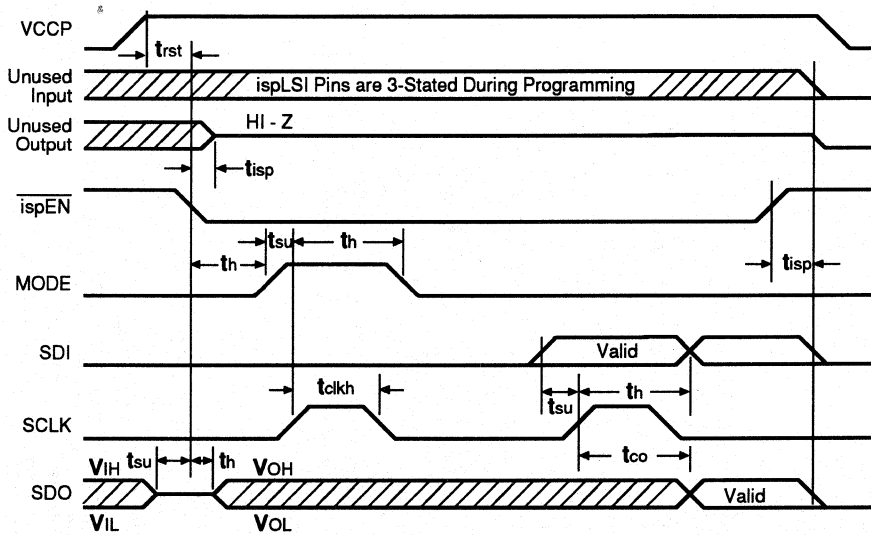 VCCP
trst
Unused
Input
ispLSI Pins are 3-Stated During Programming
Unused
Output
HI - Z
tisp
ispEN
tsu
th
th
tisp
MODE
SDI
Valid
tclkh
tsu
th
SCLK
tco
VIH
tsu
th
VOH
SDO
Valid
VIL
VOL